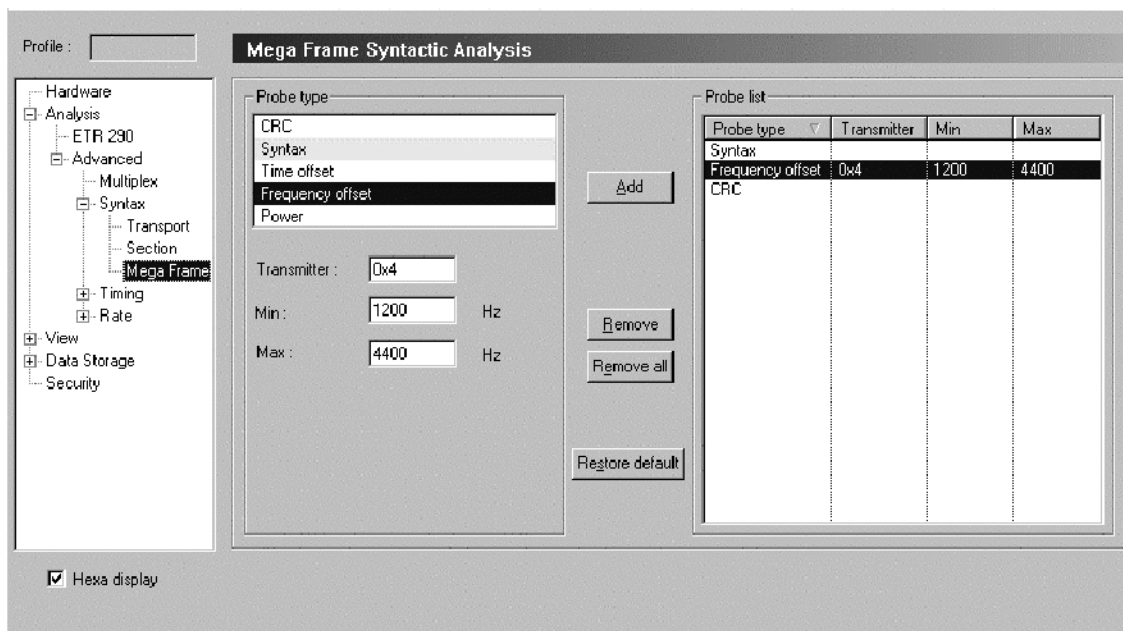 Profile :
Mega Frame Syntactic Analysis
Hardware
Analysis
ETR 290
Advanced
Multiplex
Syntax
Transport
Section
Mega Frame
Timing
Rate
View
Data Storage
Security
Probe type
CRC
Syntax
Time offset
Frequency offset
Power
Transmitter : 0x4
Min : 1200 Hz
Max : 4400 Hz
Add
Remove
Remove all
Restore default
Probe list
Probe type Transmitter Min Max
Syntax
Frequency offset 0x4 1200 4400
CRC
Hexa display